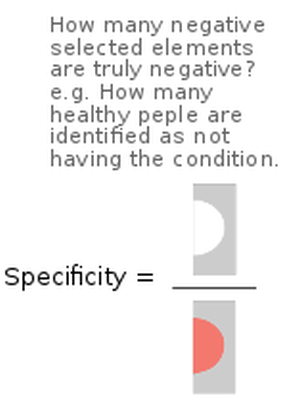 How many negative
selected elements
are truly negative?
e.g. How many
healthy peple are
identified as not
having the condition.
Specificity =